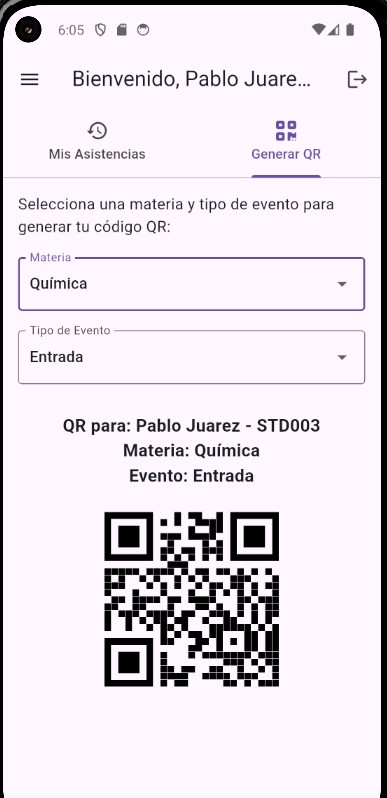 6:05
Bienvenido, Pablo Juare...
Mis Asistencias
Generar QR
Selecciona una materia y tipo de evento para
generar tu código QR:
Materia
Química
Tipo de Evento
Entrada
QR para: Pablo Juarez - STD003
Materia: Química
Evento: Entrada